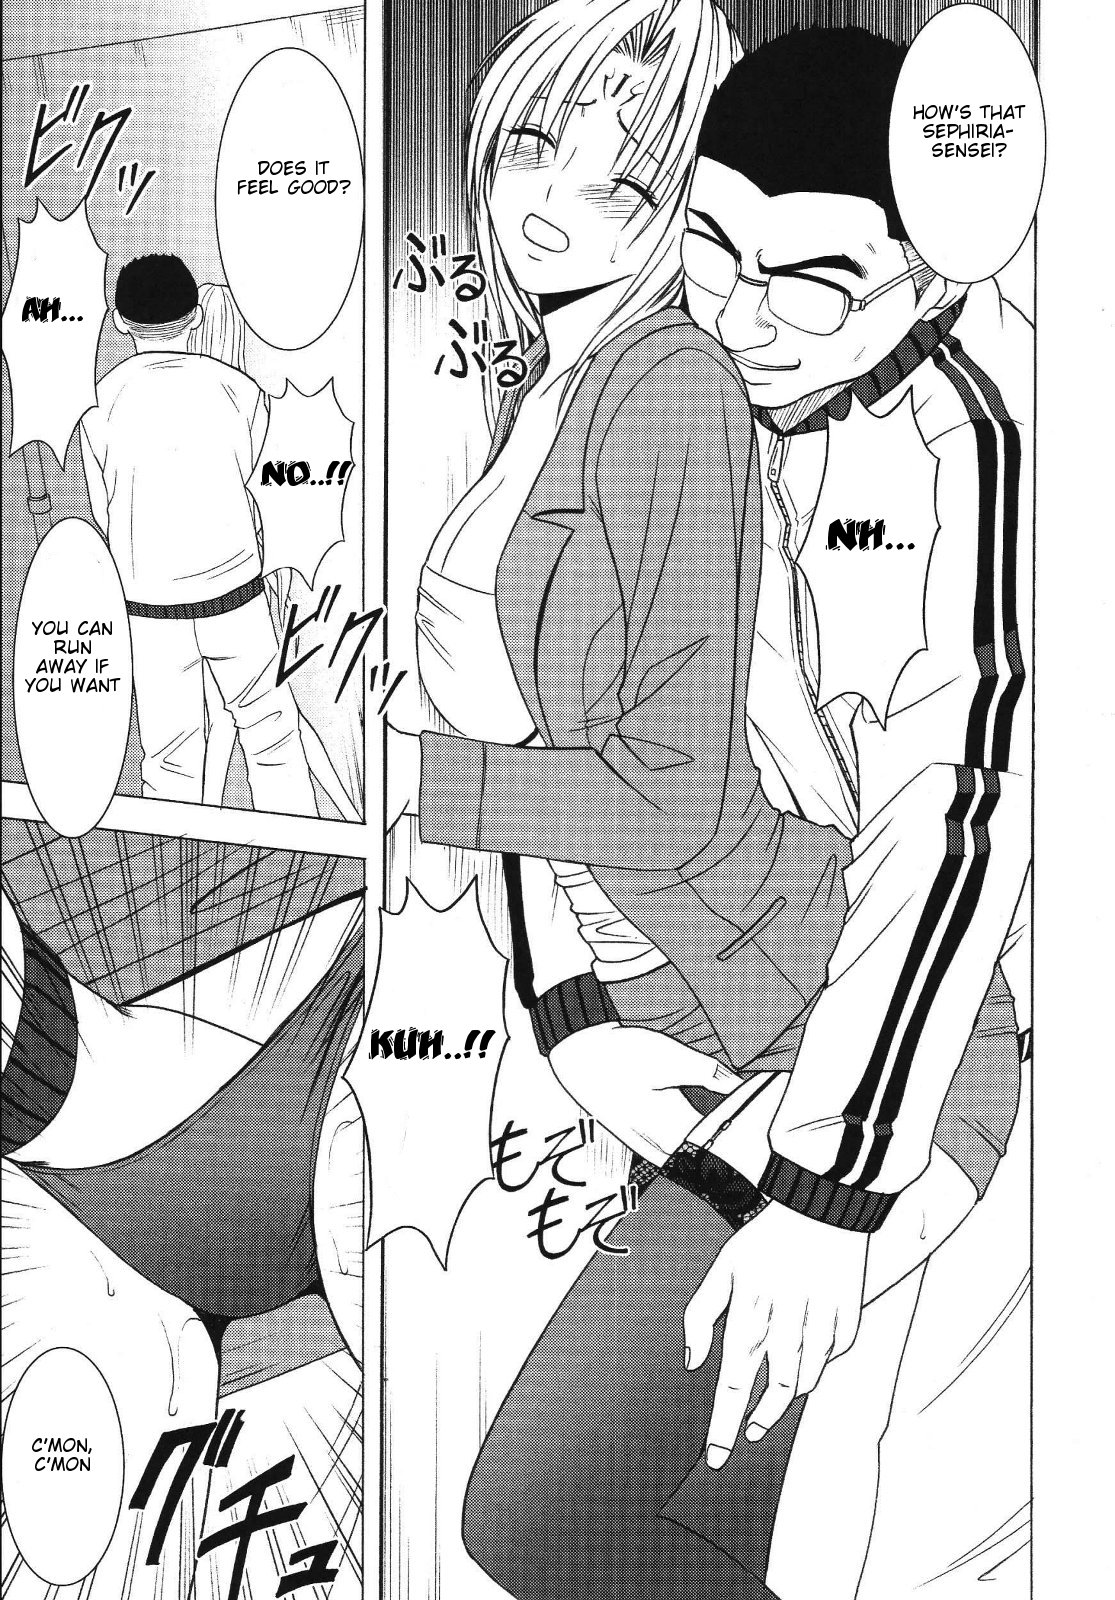 HOW'S THAT
SEPHIRIA-
SENSEI?
NH...
ぶる
ぶる
KUH..!!
もぞ
もぞ
DOES IT
FEEL GOOD?
ビクッ
AH...
NO..!!
ビクッ
YOU CAN
RUN
AWAY IF
YOU WANT
C'MON,
C'MON
グチュ
I